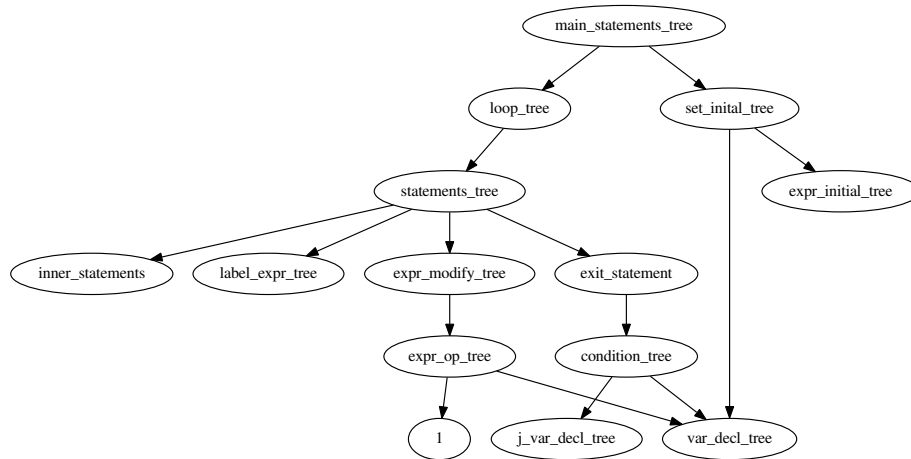 main_statements_tree
loop_tree
set_inital_tree
statements_tree
expr_initial_tree
inner_statements
label_expr_tree
expr_modify_tree
exit_statement
expr_op_tree
condition_tree
1
j_var_decl_tree
var_decl_tree